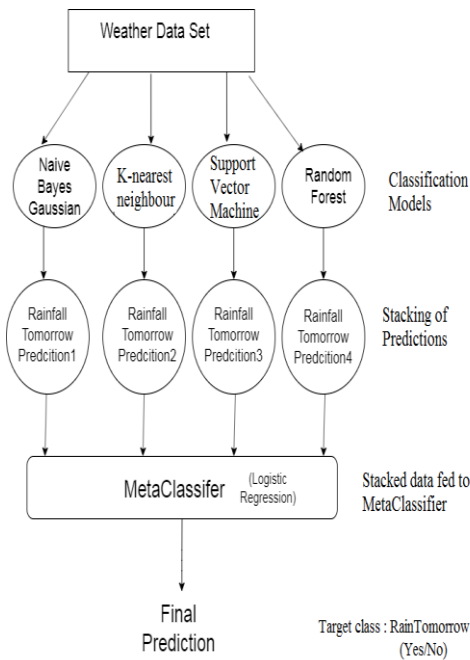 Weather Data Set
Naive
Bayes
Gaussian
K-nearest
neighbour
Support
Vector
Machine
Random
Forest
Classification
Models
Rainfall
Tomorrow
Predcition1
Rainfall
Tomorrow
Predcition2
Rainfall
Tomorrow
Predcition3
Rainfall
Tomorrow
Predcition4
Stacking of
Predictions
MetaClassifer
(Logistic
Regression)
Stacked data fed to
MetaClassifier
Final
Prediction
Target class : RainTomorrow
(Yes/No)